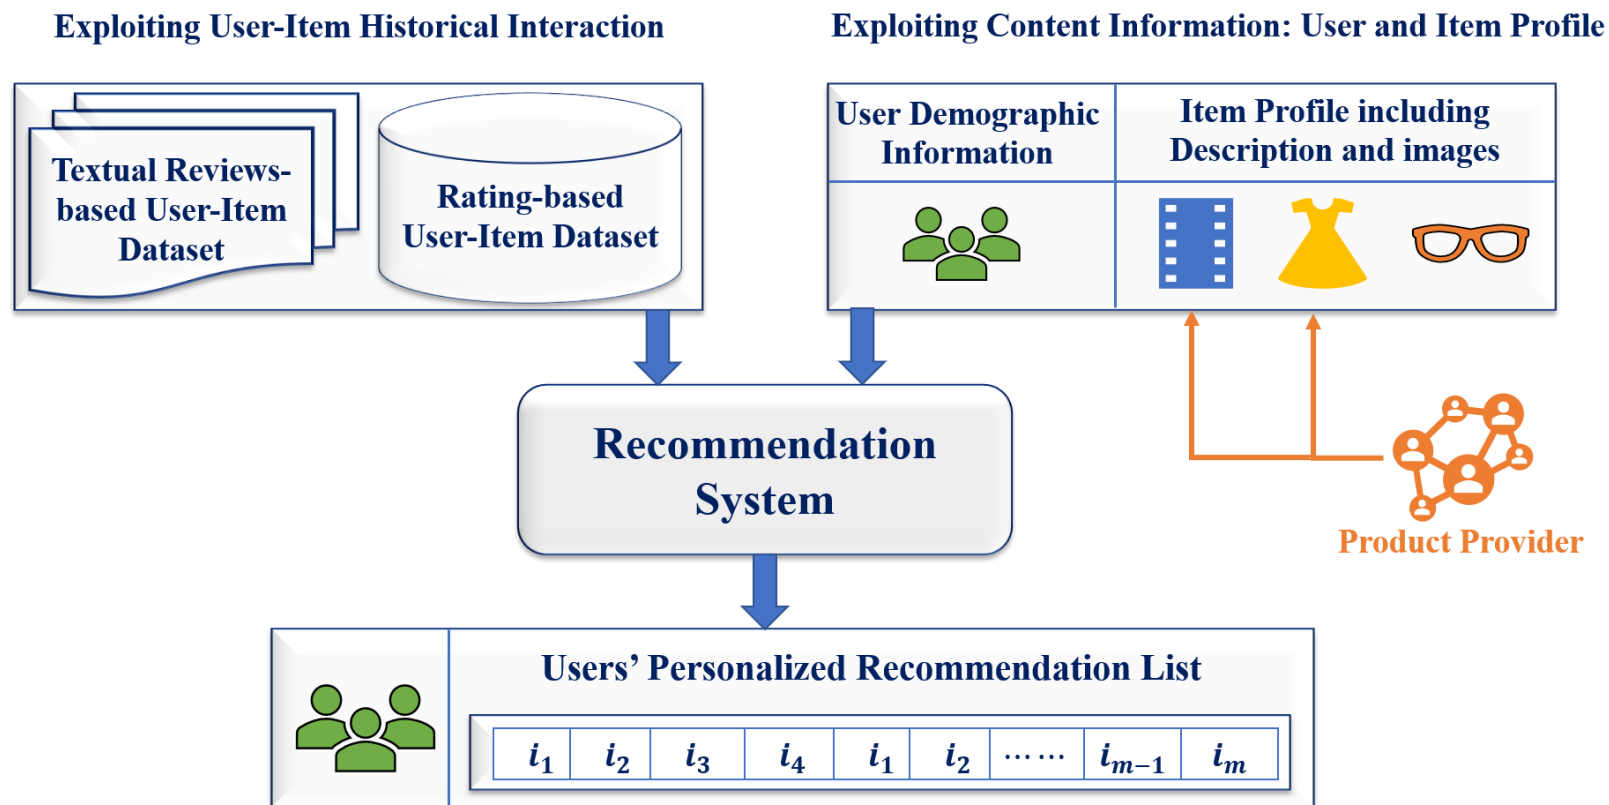 Exploiting User-Item Historical Interaction
Exploiting Content Information: User and Item Profile
Textual Reviews-
based User-Item
Dataset
Rating-based
User-Item Dataset
User Demographic
Information
Item Profile including
Description and images
Recommendation
System
Product Provider
Users’ Personalized Recommendation List
i₁ i₂ i₃ i₄ i₁ i₂ …… iₘ₋₁ iₘ